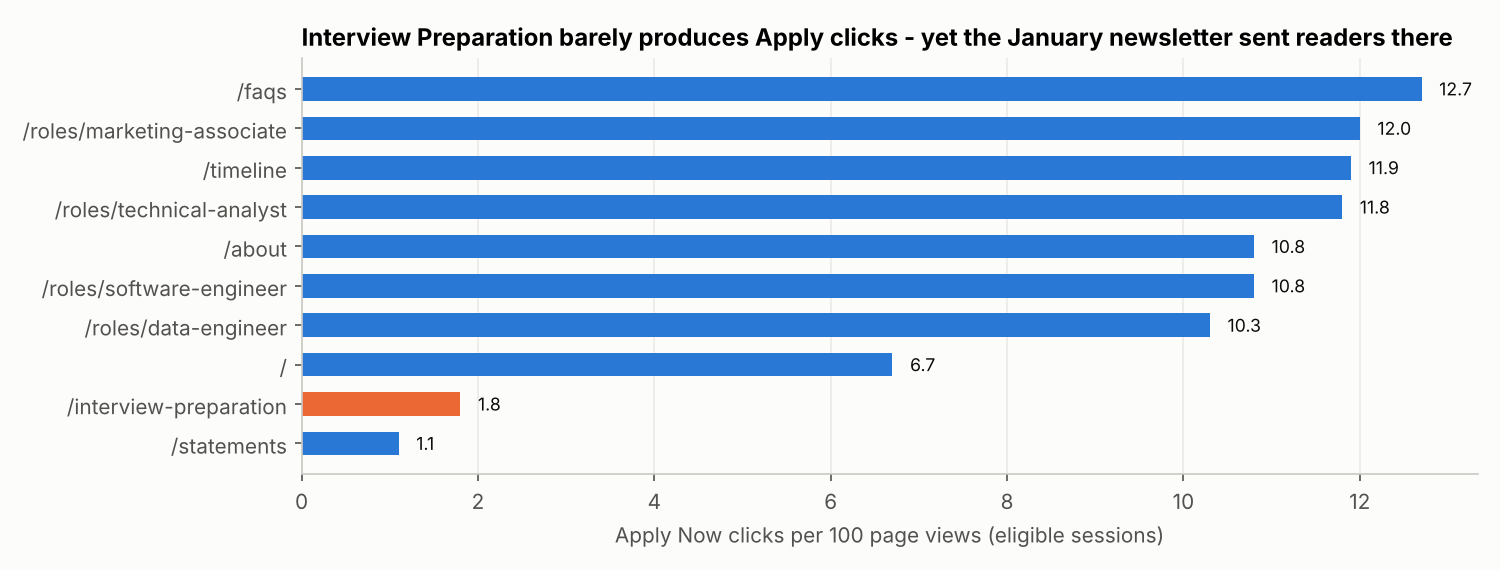 Interview Preparation barely produces Apply clicks - yet the January newsletter sent readers there
/faqs 12.7
/roles/marketing-associate 12.0
/timeline 11.9
/roles/technical-analyst 11.8
/about 10.8
/roles/software-engineer 10.8
/roles/data-engineer 10.3
/ 6.7
/interview-preparation 1.8
/statements 1.1
0 2 4 6 8 10 12
Apply Now clicks per 100 page views (eligible sessions)